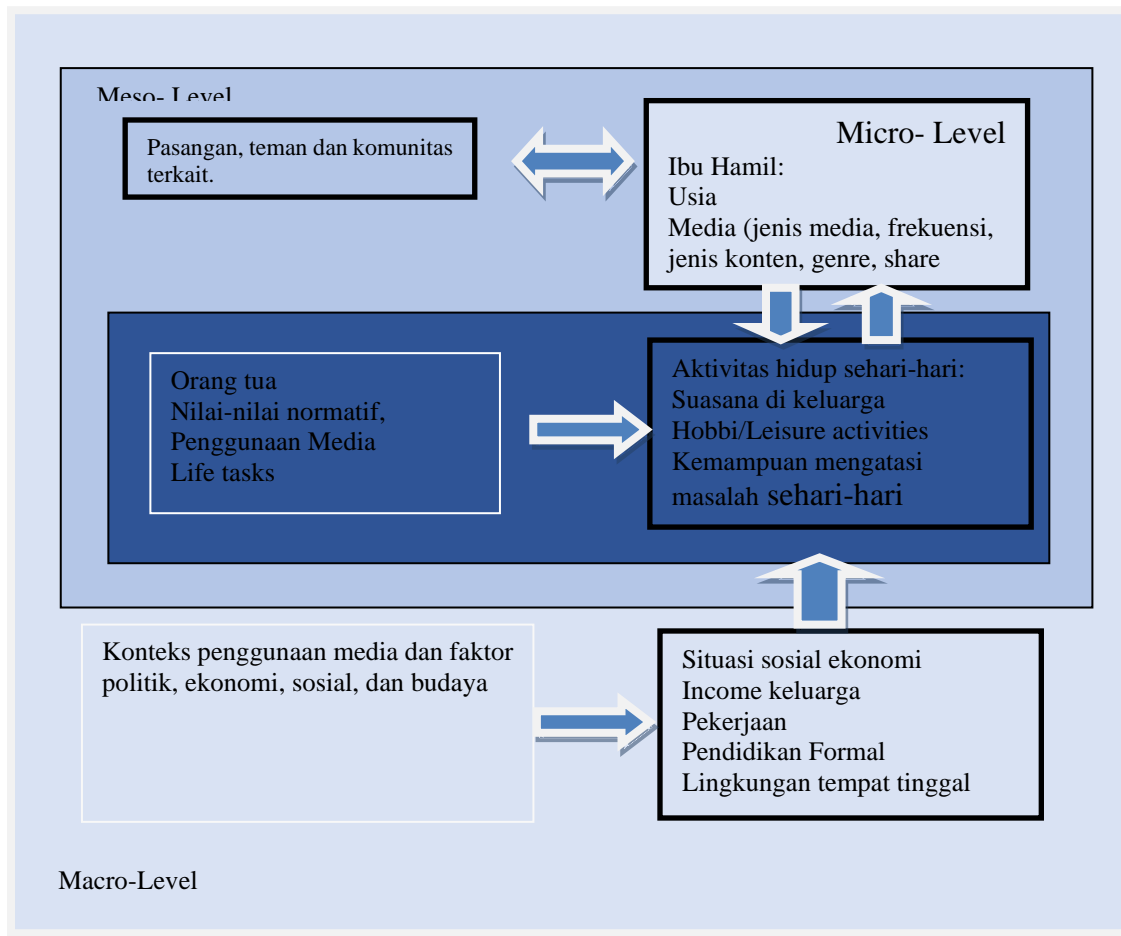 Meso- Level
Pasangan, teman dan komunitas
terkait.
Micro- Level
Ibu Hamil:
Usia
Media (jenis media, frekuensi,
jenis konten, genre, share
Orang tua
Nilai-nilai normatif,
Penggunaan Media
Life tasks
Aktivitas hidup sehari-hari:
Suasana di keluarga
Hobbi/Leisure activities
Kemampuan mengatasi
masalah sehari-hari
Konteks penggunaan media dan faktor
politik, ekonomi, sosial, dan budaya
Situasi sosial ekonomi
Income keluarga
Pekerjaan
Pendidikan Formal
Lingkungan tempat tinggal
Macro-Level